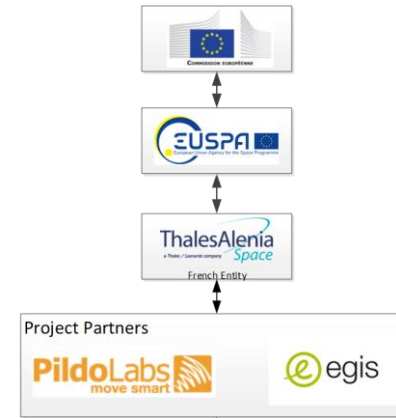 COMMISSION EUROPÉENNE
EUSPA
European Union Agency for the Space Programme
ThalesAlenia
a Thales / Leonardo company
Space
French Entity
Project Partners
PildoLabs
move smart
e egis